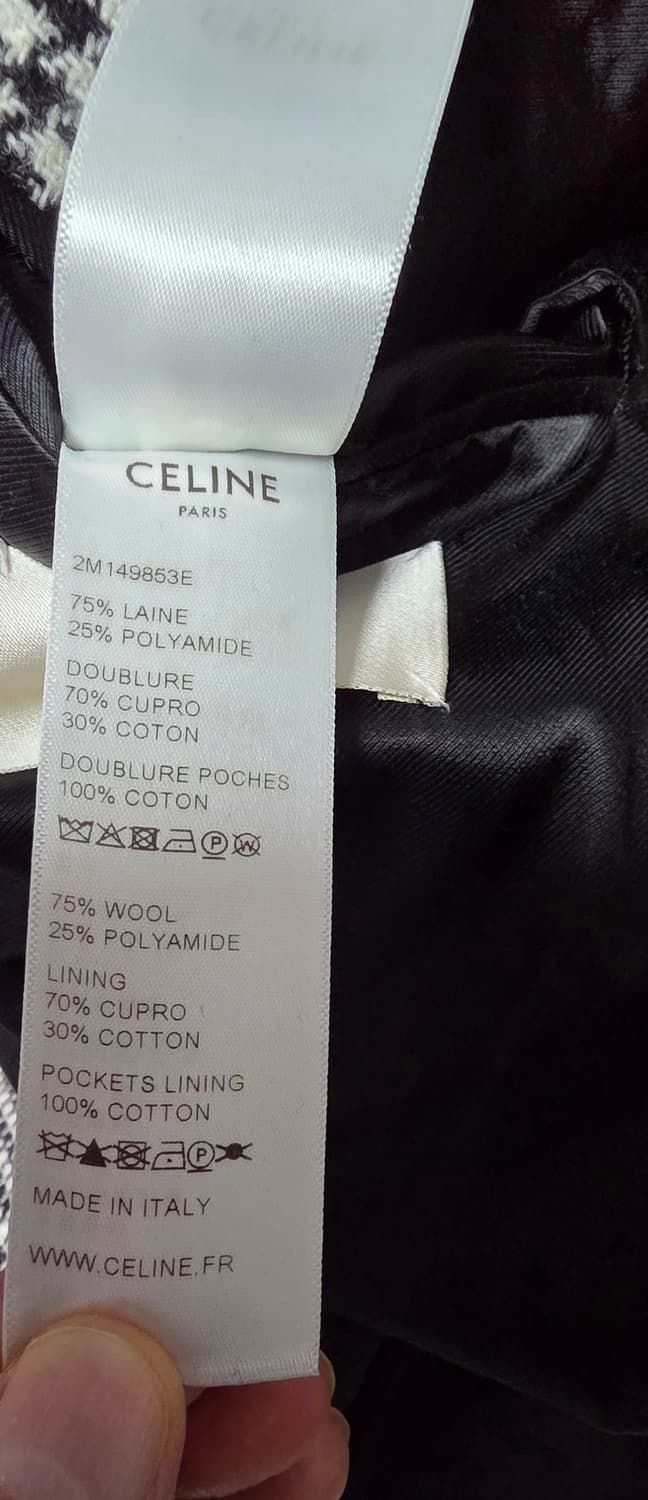 CELINE
PARIS
2M149853E
75% LAINE
25% POLYAMIDE
DOUBLURE
70% CUPRO
30% COTON
DOUBLURE POCHES
100% COTON
P W
75% WOOL
25% POLYAMIDE
LINING
70% CUPRO
30% COTTON
POCKETS LINING
100% COTTON
P
MADE IN ITALY
WWW.CELINE.FR